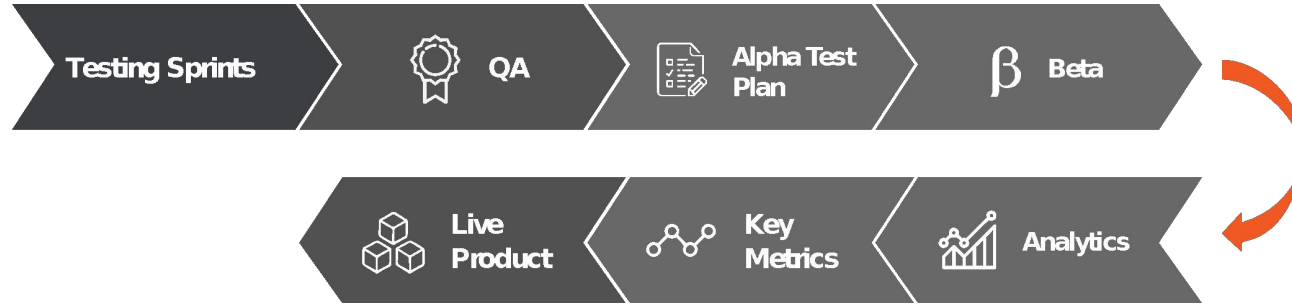 Testing Sprints
QA
Alpha Test
Plan
β
Beta
Analytics
Key
Metrics
Live
Product